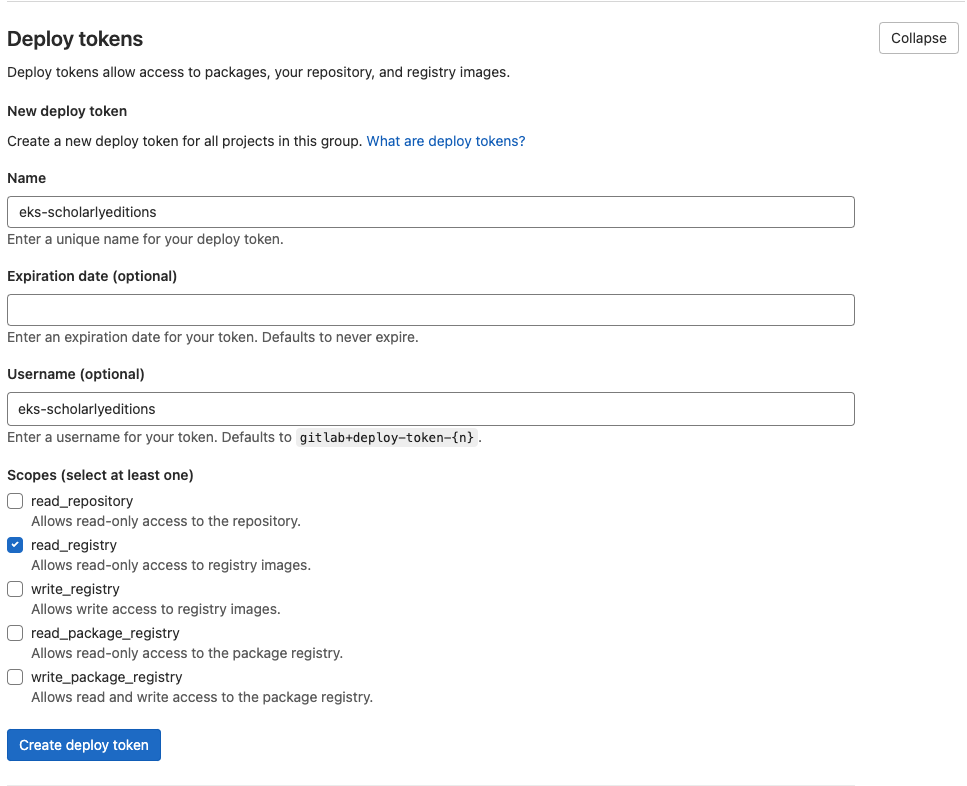 Deploy tokens
Collapse
Deploy tokens allow access to packages, your repository, and registry images.
New deploy token
Create a new deploy token for all projects in this group. What are deploy tokens?
Name
eks-scholarlyeditions
Enter a unique name for your deploy token.
Expiration date (optional)
Enter an expiration date for your token. Defaults to never expire.
Username (optional)
eks-scholarlyeditions
Enter a username for your token. Defaults to gitlab+deploy-token-{n}.
Scopes (select at least one)
read_repository
Allows read-only access to the repository.
read_registry
Allows read-only access to registry images.
write_registry
Allows write access to registry images.
read_package_registry
Allows read-only access to the package registry.
write_package_registry
Allows read and write access to the package registry.
Create deploy token